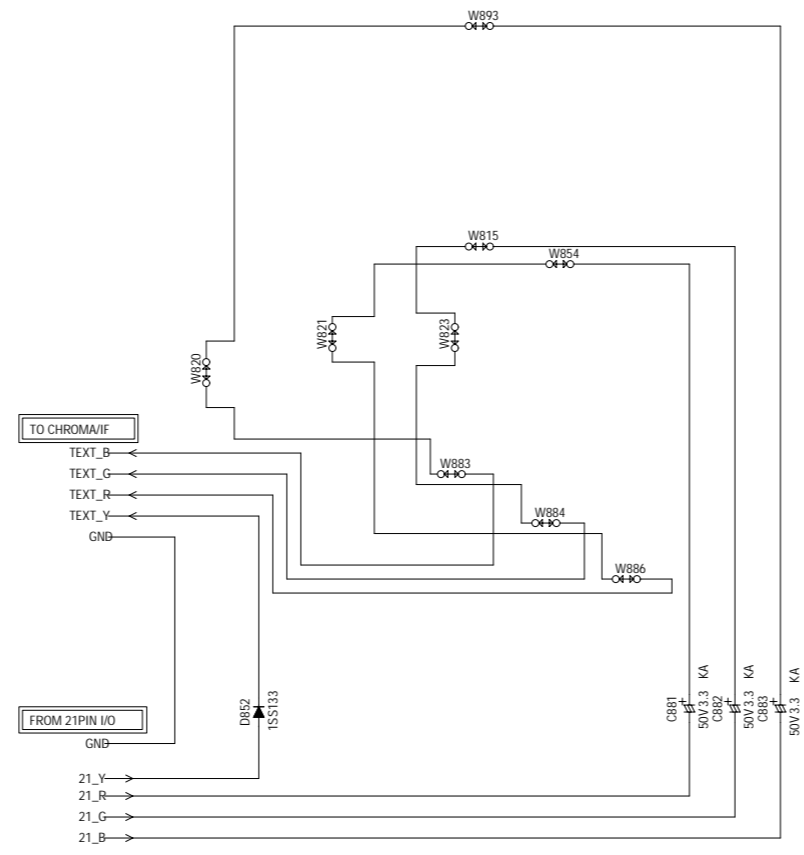 W893
W815
W854
W821
W823
W820
TO CHROMA/IF
TEXT_B
W883
TEXT_G
TEXT_R
TEXT_Y
W884
GND
W886
D852
1SS133
C881
50V 3.3 KA
C882
50V 3.3 KA
C883
50V 3.3 KA
FROM 21PIN I/O
GND
21_Y
21_R
21_G
21_B